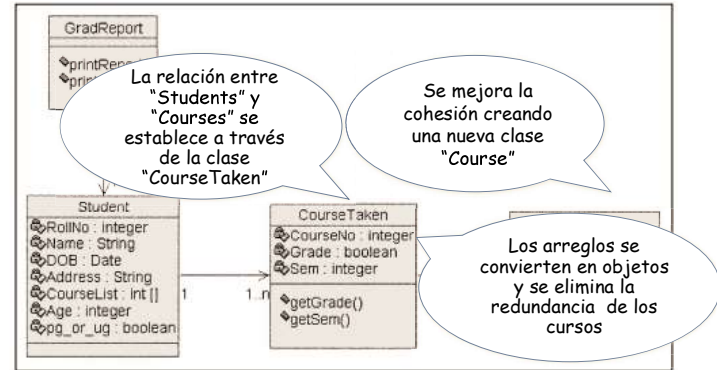 GradReport
La relación entre
"Students" y
"Courses" se
establece a través
de la clase
"CourseTaken"
Se mejora la
cohesión creando
una nueva clase
"Course"
Student
RollNo : integer
Name : String
DOB : Date
Address : String
CourseList : Int []
Age : integer
pg_or_ug : boolean
1
CourseTaken
CourseNo : integer
Grade : boolean
Sem : integer
getGrade()
getSem()
Los arreglos se
convierten en objetos
y se elimina la
redundancia de los
cursos